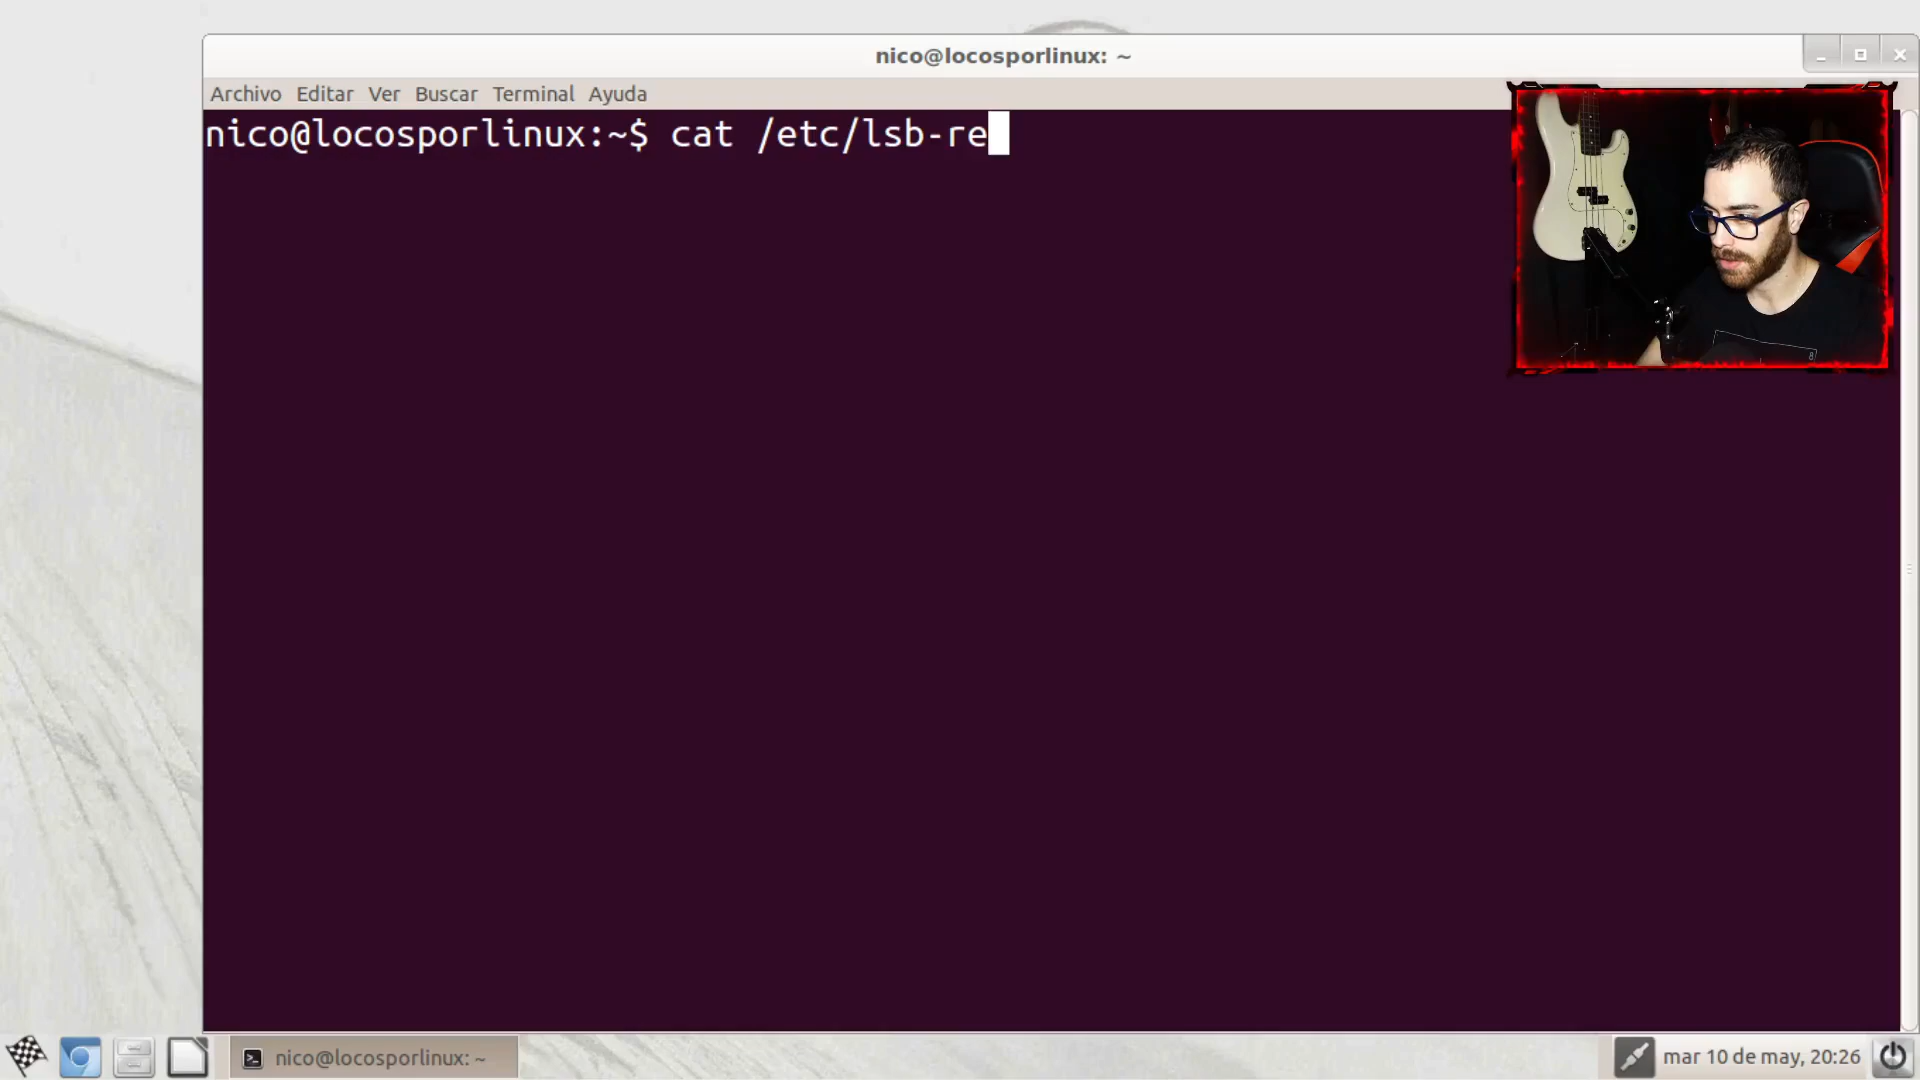 nico@locosporlinux: ~
Archivo Editar Ver Buscar Terminal Ayuda
nico@locosporlinux:~$ cat /etc/lsb-re
nico@locosporlinux: ~
mar 10 de may, 20:26